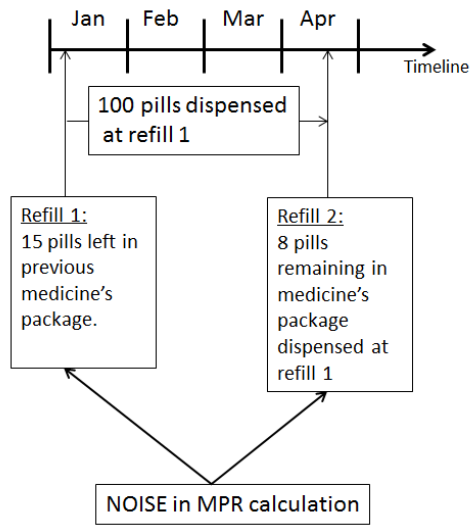 Jan Feb Mar Apr
Timeline
100 pills dispensed
at refill 1
Refill 1:
15 pills left in
previous
medicine's
package.
Refill 2:
8 pills
remaining in
medicine's
package
dispensed at
refill 1
NOISE in MPR calculation